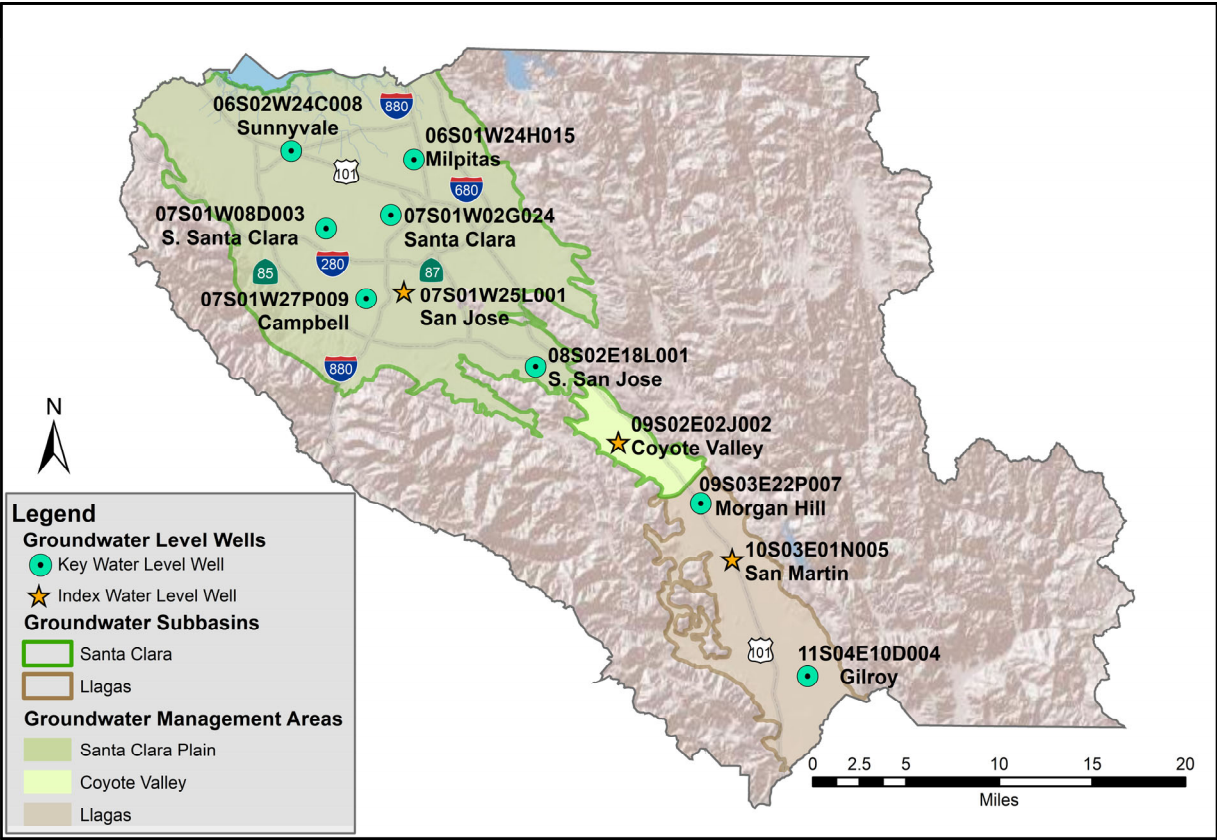 06S02W24C008
Sunnyvale
880
06S01W24H015
Milpitas
101
680
07S01W08D003
S. Santa Clara
07S01W02G024
Santa Clara
280
85
87
07S01W27P009
Campbell
07S01W25L001
San Jose
880
08S02E18L001
S. San Jose
N
09S02E02J002
Coyote Valley
09S03E22P007
Morgan Hill
10S03E01N005
San Martin
101
11S04E10D004
Gilroy
Legend
Groundwater Level Wells
Key Water Level Well
Index Water Level Well
Groundwater Subbasins
Santa Clara
Llagas
Groundwater Management Areas
Santa Clara Plain
Coyote Valley
Llagas
0 2.5 5 10 15 20
Miles